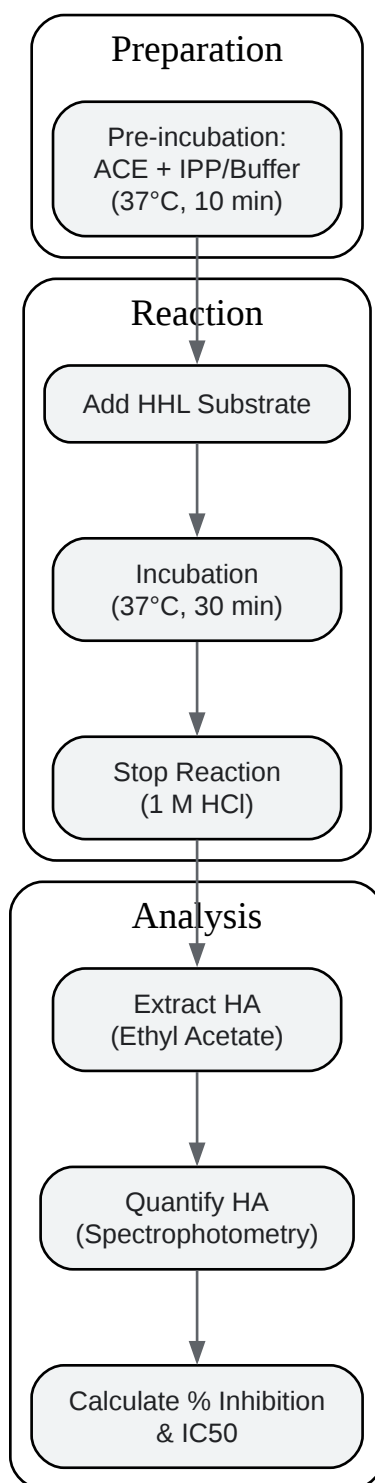 Preparation
Pre-incubation:
ACE + IPP/Buffer
(37°C, 10 min)
Reaction
Add HHL Substrate
Incubation
(37°C, 30 min)
Stop Reaction
(1 M HCl)
Analysis
Extract HA
(Ethyl Acetate)
Quantify HA
(Spectrophotometry)
Calculate % Inhibition
& IC50